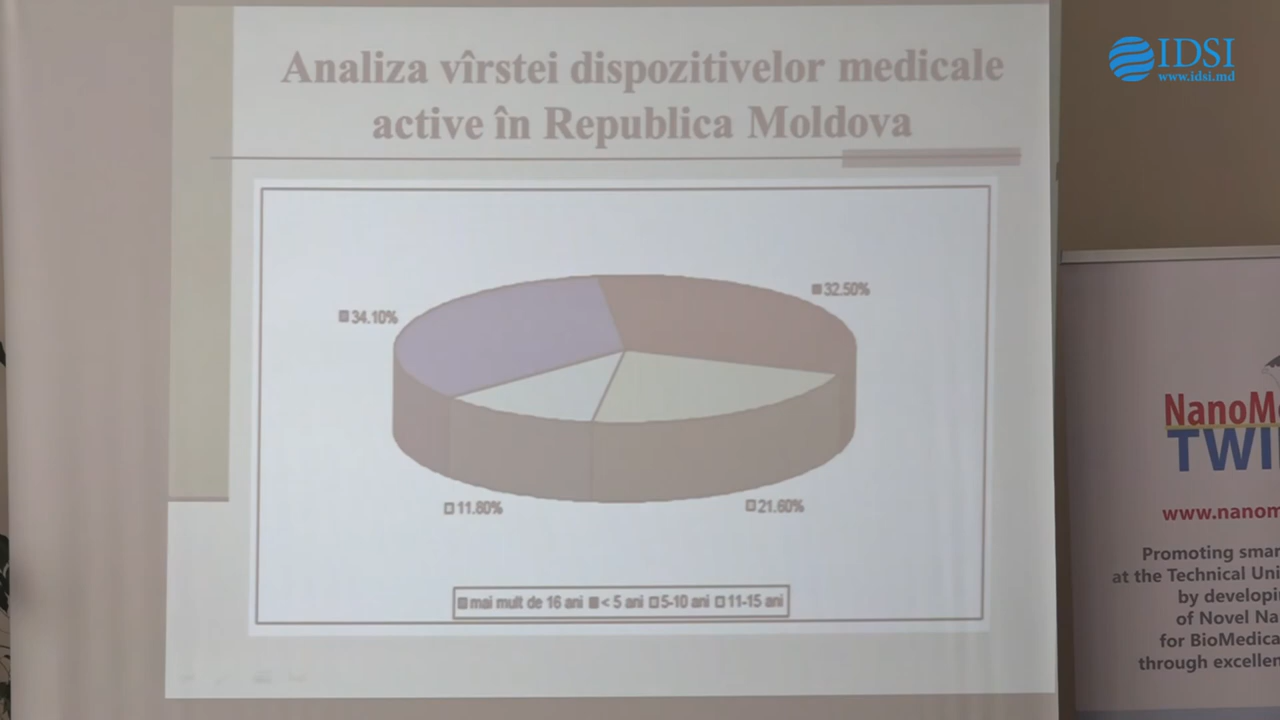 IDSI
www.idsi.md
Analiza vîrstei dispozitivelor medicale
active în Republica Moldova
34.10%
32.50%
11.80%
21.60%
mai mult de 16 ani < 5 ani 5-10 ani 11-15 ani
NanoM
TWI
www.nanom
Promoting smar
at the Technical Uni
by developin
of Novel Na
for BioMedica
through excellen